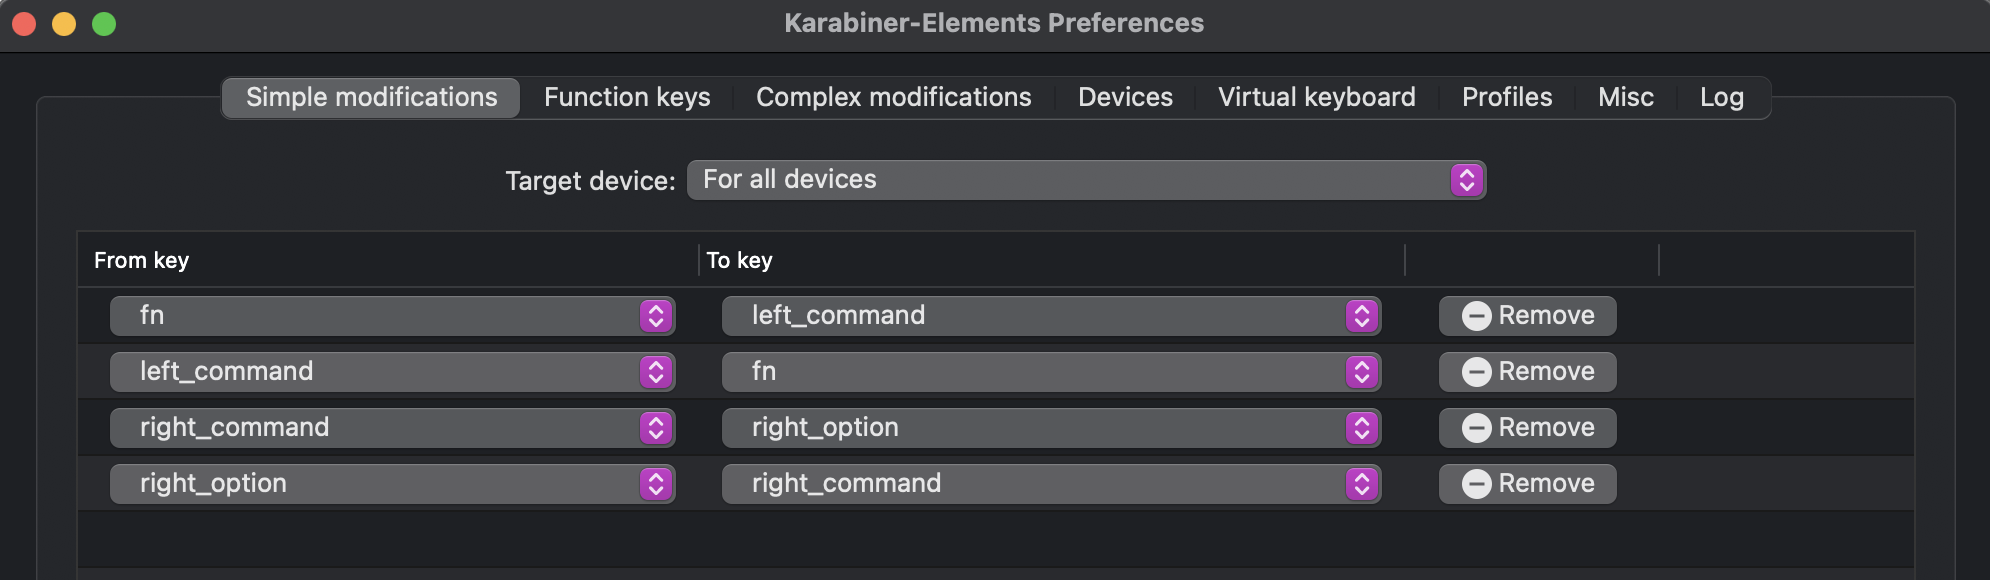 Karabiner-Elements Preferences
Simple modifications Function keys Complex modifications Devices Virtual keyboard Profiles Misc Log
Target device: For all devices
From key To key
fn left_command Remove
left_command fn Remove
right_command right_option Remove
right_option right_command Remove